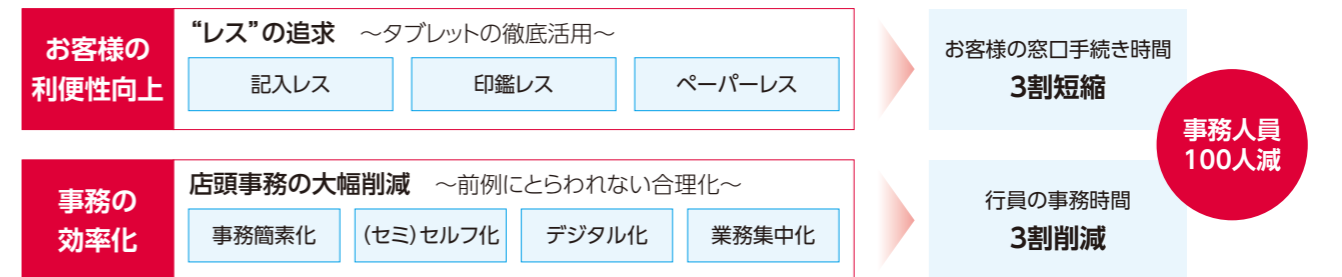 お客様の
利便性向上
“レス”の追求 ～タブレットの徹底活用～
記入レス
印鑑レス
ペーパーレス
お客様の窓口手続き時間
3割短縮
事務の
効率化
店頭事務の大幅削減 ～前例にとらわれない合理化～
事務簡素化
(セミ)セルフ化
デジタル化
業務集中化
行員の事務時間
3割削減
事務人員
100人減